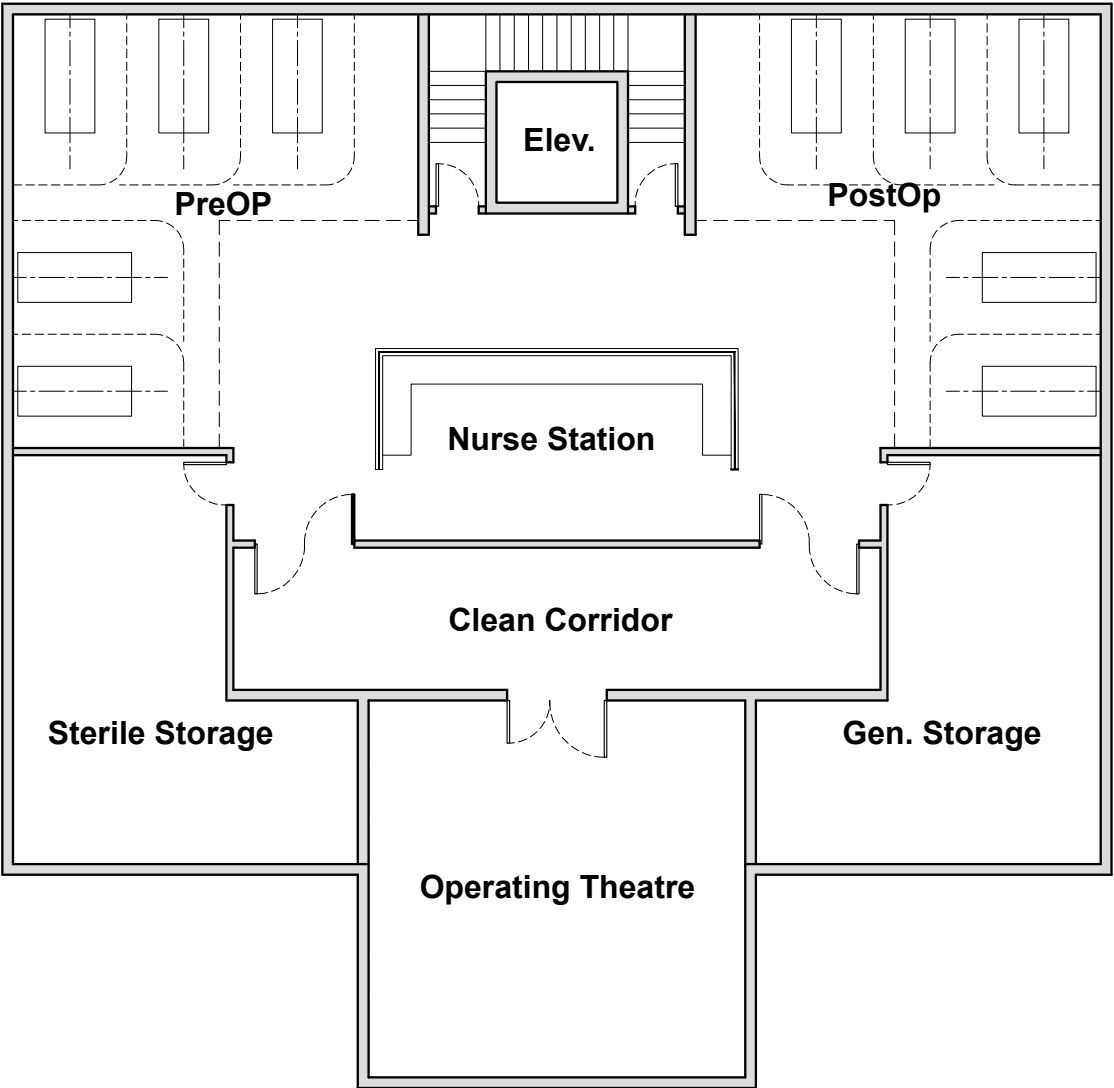 Elev.
PreOP
PostOp
Nurse Station
Clean Corridor
Sterile Storage
Gen. Storage
Operating Theatre